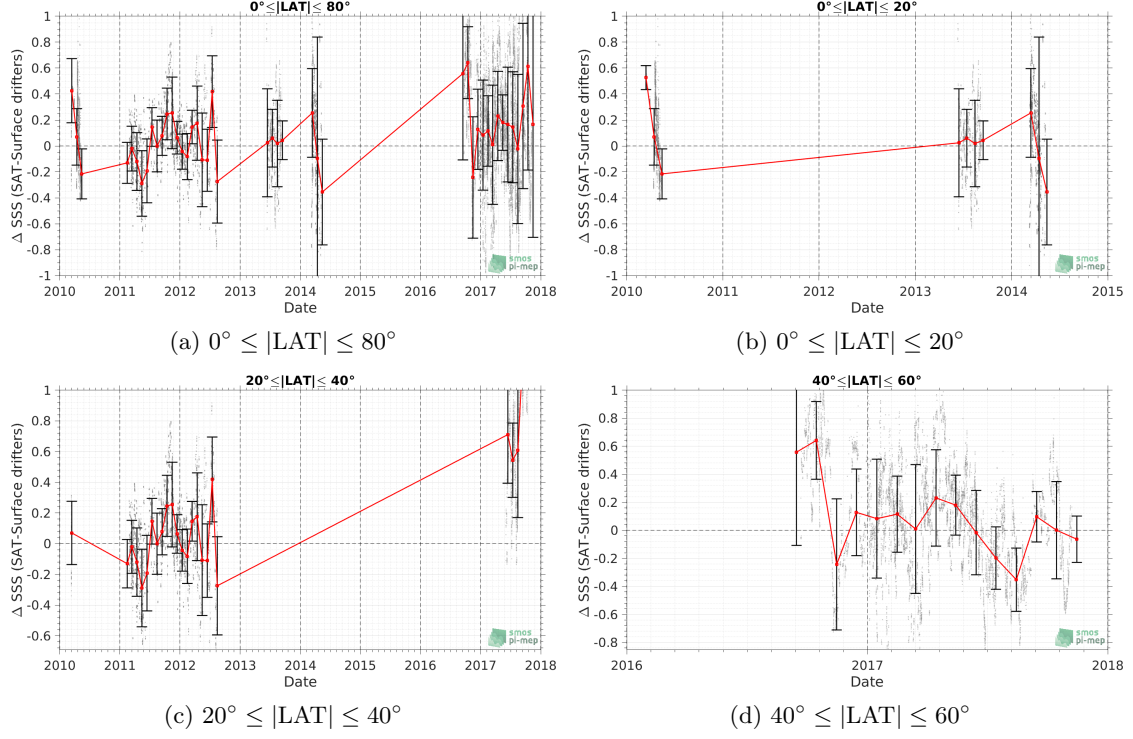 0°≤|LAT|≤ 80°
Δ SSS (SAT-Surface drifters)
1
0.8
0.6
0.4
0.2
0
-0.2
-0.4
-0.6
-0.8
-1
smos
pi-mep
2010 2011 2012 2013 2014 2015 2016 2017 2018
Date
(a) 0° ≤ |LAT| ≤ 80°
0°≤|LAT|≤ 20°
Δ SSS (SAT-Surface drifters)
1
0.8
0.6
0.4
0.2
0
-0.2
-0.4
-0.6
-0.8
-1
smos
pi-mep
2010 2011 2012 2013 2014 2015
Date
(b) 0° ≤ |LAT| ≤ 20°
20°≤|LAT|≤ 40°
Δ SSS (SAT-Surface drifters)
1
0.8
0.6
0.4
0.2
0
-0.2
-0.4
-0.6
smos
pi-mep
2010 2011 2012 2013 2014 2015 2016 2017 2018
Date
(c) 20° ≤ |LAT| ≤ 40°
40°≤|LAT|≤ 60°
Δ SSS (SAT-Surface drifters)
1
0.8
0.6
0.4
0.2
0
-0.2
-0.4
-0.6
-0.8
smos
pi-mep
2016 2017 2018
Date
(d) 40° ≤ |LAT| ≤ 60°